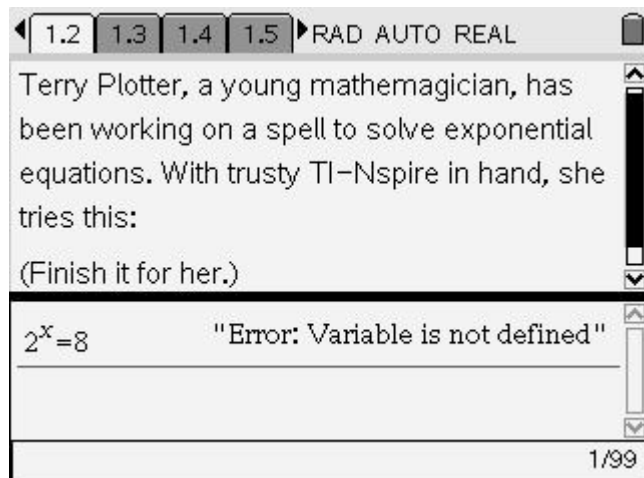 1.2 1.3 1.4 1.5 RAD AUTO REAL
Terry Plotter, a young mathemagician, has
been working on a spell to solve exponential
equations. With trusty TI-Nspire in hand, she
tries this:
(Finish it for her.)
2^x=8 "Error: Variable is not defined"
1/99